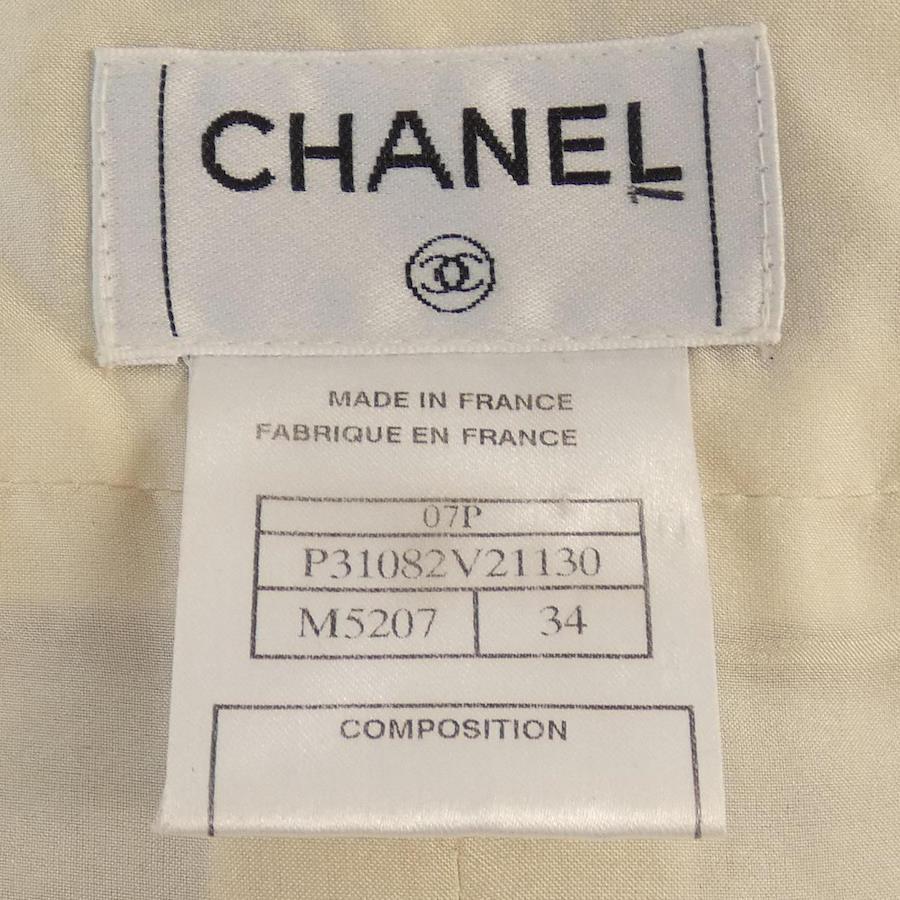 CHANEL
MADE IN FRANCE
FABRIQUE EN FRANCE
07P
P31082V21130
M5207 34
COMPOSITION